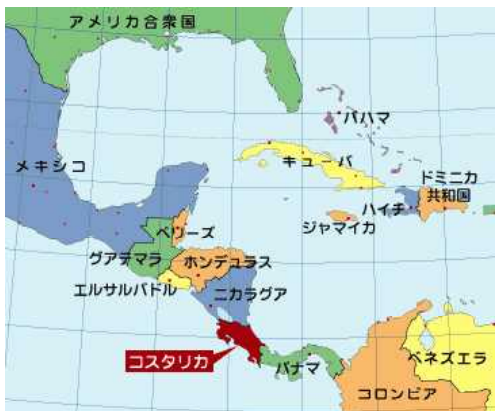 アメリカ合衆国
バハマ
メキシコ
キューバ
ドミニカ
共和国
ハイチ
ジャマイカ
ベリーズ
グアテマラ
ホンデュラス
エルサルバドル
ニカラグア
コスタリカ
パナマ
ベネズエラ
コロンビア